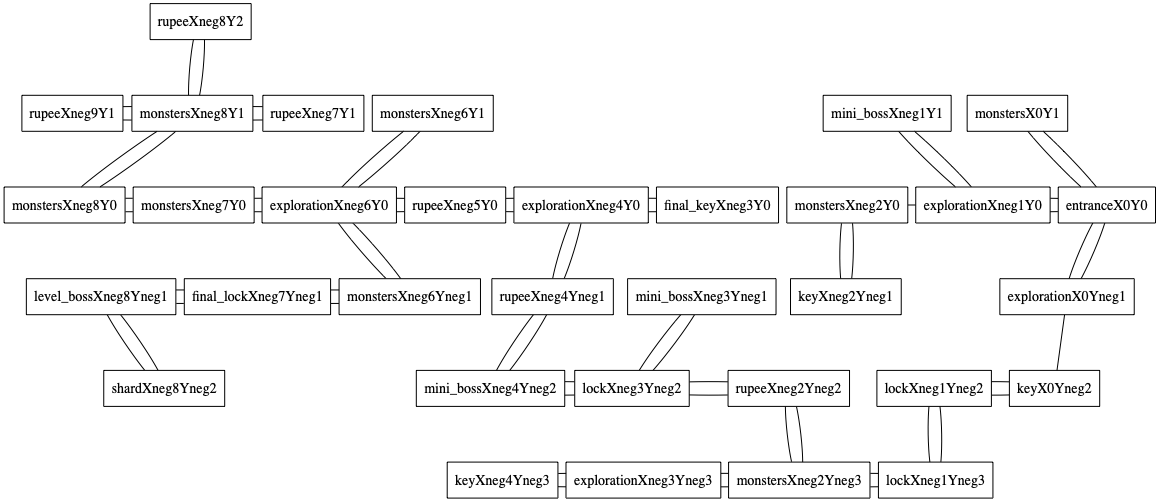 rupeeXneg8Y2
rupeeXneg9Y1
monstersXneg8Y1
rupeeXneg7Y1
monstersXneg6Y1
mini_bossXneg1Y1
monstersX0Y1
monstersXneg8Y0
monstersXneg7Y0
explorationXneg6Y0
rupeeXneg5Y0
explorationXneg4Y0
final_keyXneg3Y0
monstersXneg2Y0
explorationXneg1Y0
entranceX0Y0
level_bossXneg8Yneg1
final_lockXneg7Yneg1
monstersXneg6Yneg1
rupeeXneg4Yneg1
mini_bossXneg3Yneg1
keyXneg2Yneg1
explorationX0Yneg1
shardXneg8Yneg2
mini_bossXneg4Yneg2
lockXneg3Yneg2
rupeeXneg2Yneg2
lockXneg1Yneg2
keyX0Yneg2
keyXneg4Yneg3
explorationXneg3Yneg3
monstersXneg2Yneg3
lockXneg1Yneg3